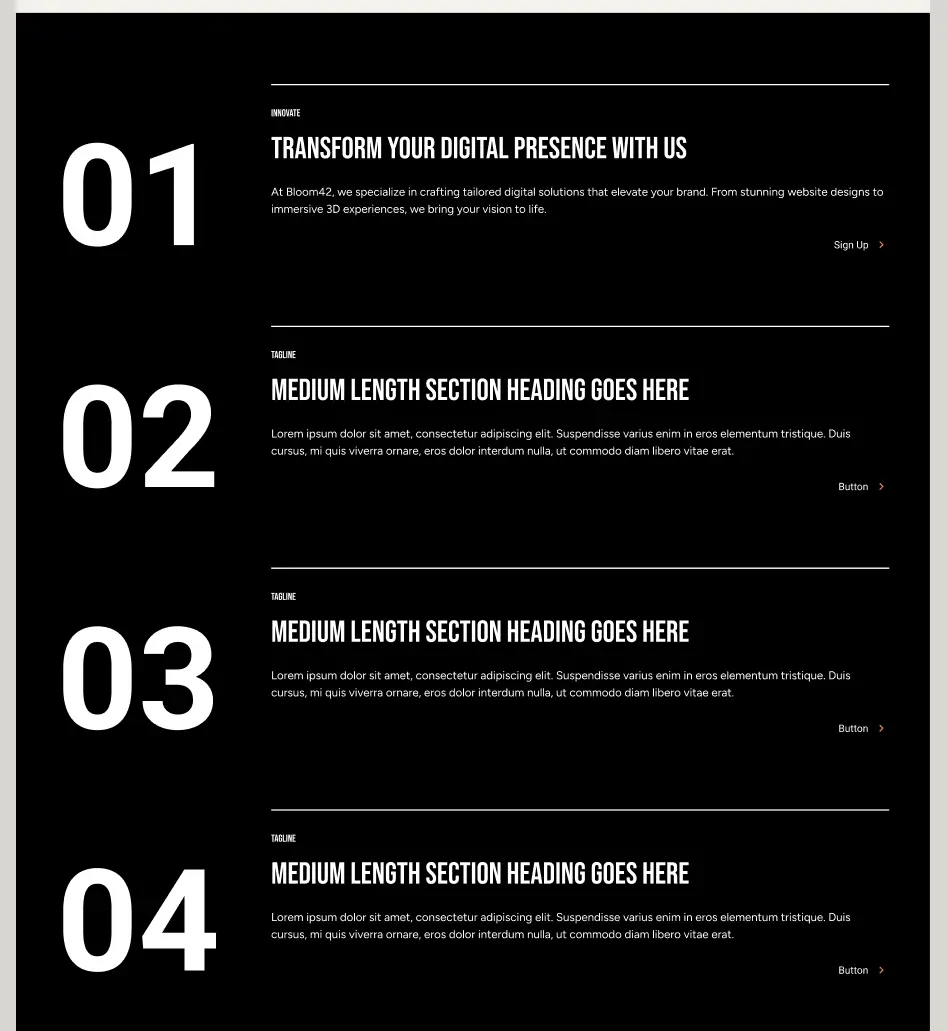 01
INNOVATE
TRANSFORM YOUR DIGITAL PRESENCE WITH US
At Bloom42, we specialize in crafting tailored digital solutions that elevate your brand. From stunning website designs to
immersive 3D experiences, we bring your vision to life.
Sign Up
02
TAGLINE
MEDIUM LENGTH SECTION HEADING GOES HERE
Lorem ipsum dolor sit amet, consectetur adipiscing elit. Suspendisse varius enim in eros elementum tristique. Duis
cursus, mi quis viverra ornare, eros dolor interdum nulla, ut commodo diam libero vitae erat.
Button
03
TAGLINE
MEDIUM LENGTH SECTION HEADING GOES HERE
Lorem ipsum dolor sit amet, consectetur adipiscing elit. Suspendisse varius enim in eros elementum tristique. Duis
cursus, mi quis viverra ornare, eros dolor interdum nulla, ut commodo diam libero vitae erat.
Button
04
TAGLINE
MEDIUM LENGTH SECTION HEADING GOES HERE
Lorem ipsum dolor sit amet, consectetur adipiscing elit. Suspendisse varius enim in eros elementum tristique. Duis
cursus, mi quis viverra ornare, eros dolor interdum nulla, ut commodo diam libero vitae erat.
Button